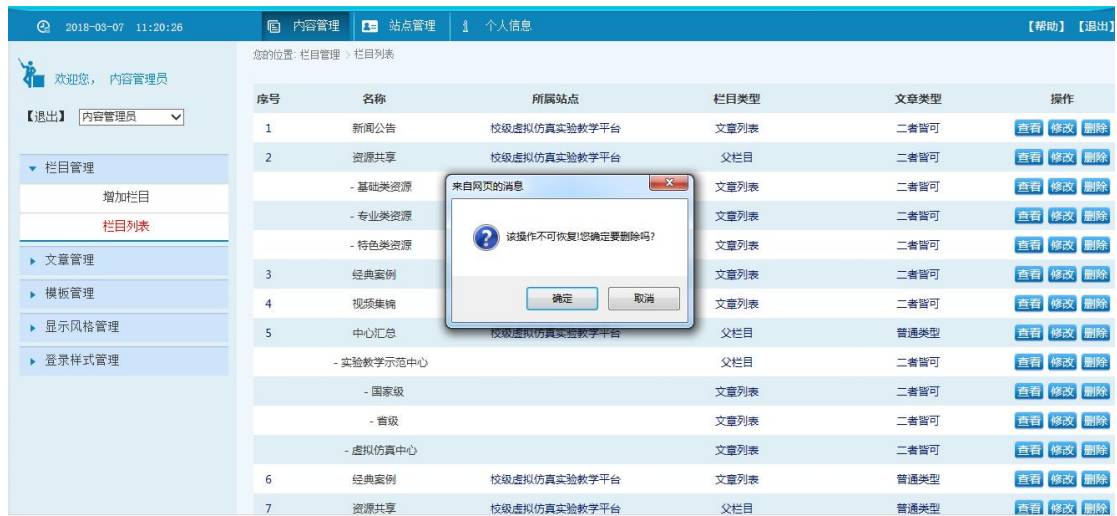 2018-03-07 11:20:26 内容管理 站点管理 个人信息 【帮助】【退出】
您的位置: 栏目管理 > 栏目列表
欢迎您， 内容管理员
【退出】 内容管理员
栏目管理
增加栏目
栏目列表
文章管理
模板管理
显示风格管理
登录样式管理
序号 名称 所属站点 栏目类型 文章类型 操作
1 新闻公告 校级虚拟仿真实验教学平台 文章列表 二者皆可 查看 修改 删除
2 资源共享 校级虚拟仿真实验教学平台 父栏目 二者皆可 查看 修改 删除
- 基础类资源 文章列表 二者皆可 查看 修改 删除
- 专业类资源 文章列表 二者皆可 查看 修改 删除
- 特色类资源 文章列表 二者皆可 查看 修改 删除
3 经典案例 文章列表 二者皆可 查看 修改 删除
4 视频集锦 文章列表 二者皆可 查看 修改 删除
5 中心汇总 校级虚拟仿真实验教学平台 父栏目 普通类型 查看 修改 删除
- 实验教学示范中心 父栏目 二者皆可 查看 修改 删除
- 国家级 文章列表 二者皆可 查看 修改 删除
- 省级 文章列表 二者皆可 查看 修改 删除
- 虚拟仿真中心 文章列表 二者皆可 查看 修改 删除
6 经典案例 校级虚拟仿真实验教学平台 文章列表 普通类型 查看 修改 删除
7 资源共享 校级虚拟仿真实验教学平台 父栏目 普通类型 查看 修改 删除
来自网页的消息
该操作不可恢复!您确定要删除吗?
确定 取消